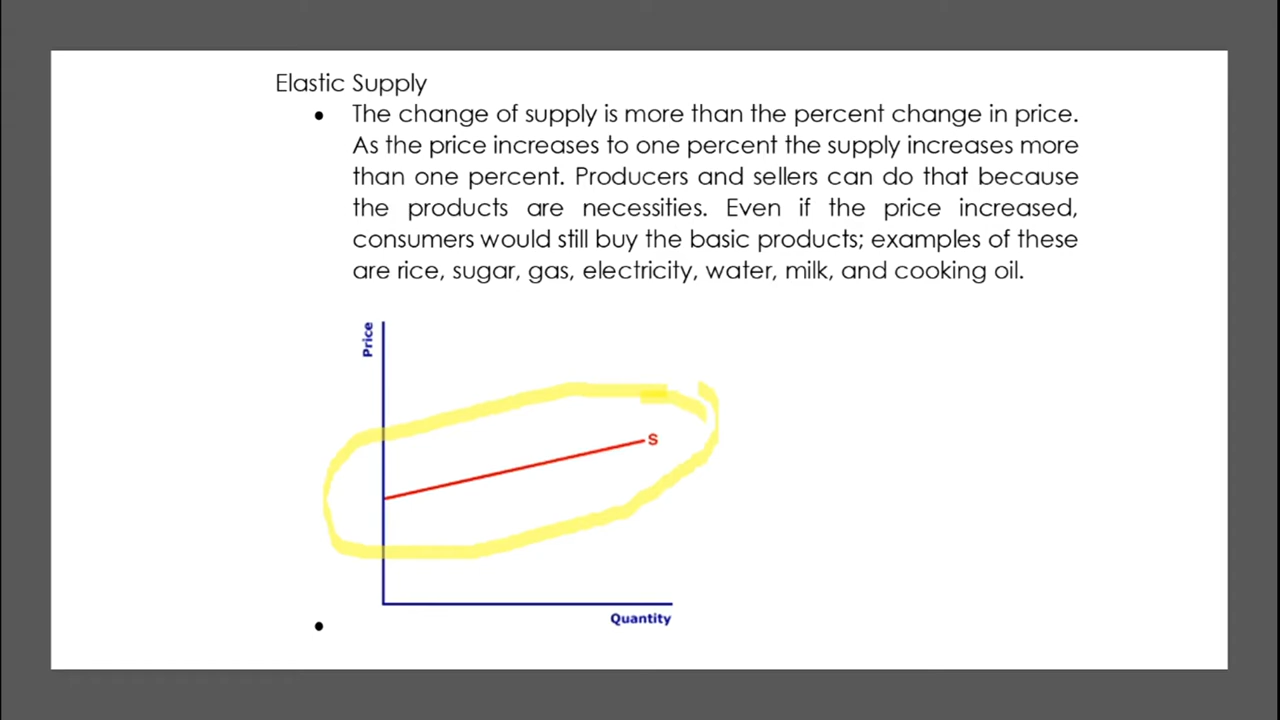 Elastic Supply
• The change of supply is more than the percent change in price.
As the price increases to one percent the supply increases more
than one percent. Producers and sellers can do that because
the products are necessities. Even if the price increased,
consumers would still buy the basic products; examples of these
are rice, sugar, gas, electricity, water, milk, and cooking oil.
Price
S
Quantity
•